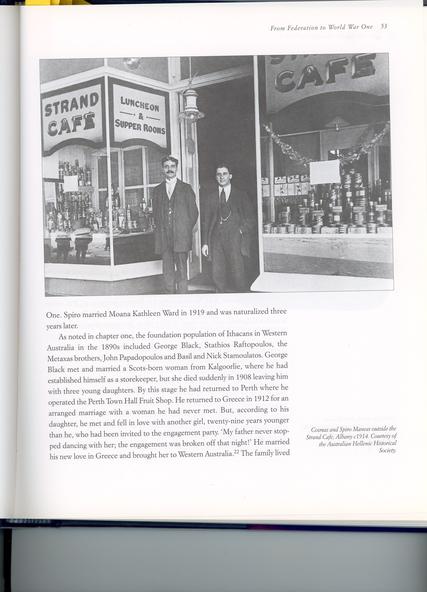 From Federation to World War One 53
STRAND
CAFÉ
LUNCHEON
&
SUPPER ROOMS
CAFÉ
One. Spiro married Moana Kathleen Ward in 1919 and was naturalized three
years later.
As noted in chapter one, the foundation population of Ithacans in Western
Australia in the 1890s included George Black, Stathios Raftopoulos, the
Metaxas brothers, John Papadopoulos and Basil and Nick Stamoulatos. George
Black met and married a Scots-born woman from Kalgoorlie, where he had
established himself as a storekeeper, but she died suddenly in 1908 leaving him
with three young daughters. By this stage he had returned to Perth where he
operated the Perth Town Hall Fruit Shop. He returned to Greece in 1912 for an
arranged marriage with a woman he had never met. But, according to his
daughter, he met and fell in love with another girl, twenty-nine years younger
than he, who had been invited to the engagement party. 'My father never stop-
ped dancing with her; the engagement was broken off that night!' He married
his new love in Greece and brought her to Western Australia.²² The family lived
Cosmas and Spiro Maneas outside the
Strand Cafe, Albany c1914. Courtesy of
the Australian Hellenic Historical
Society.